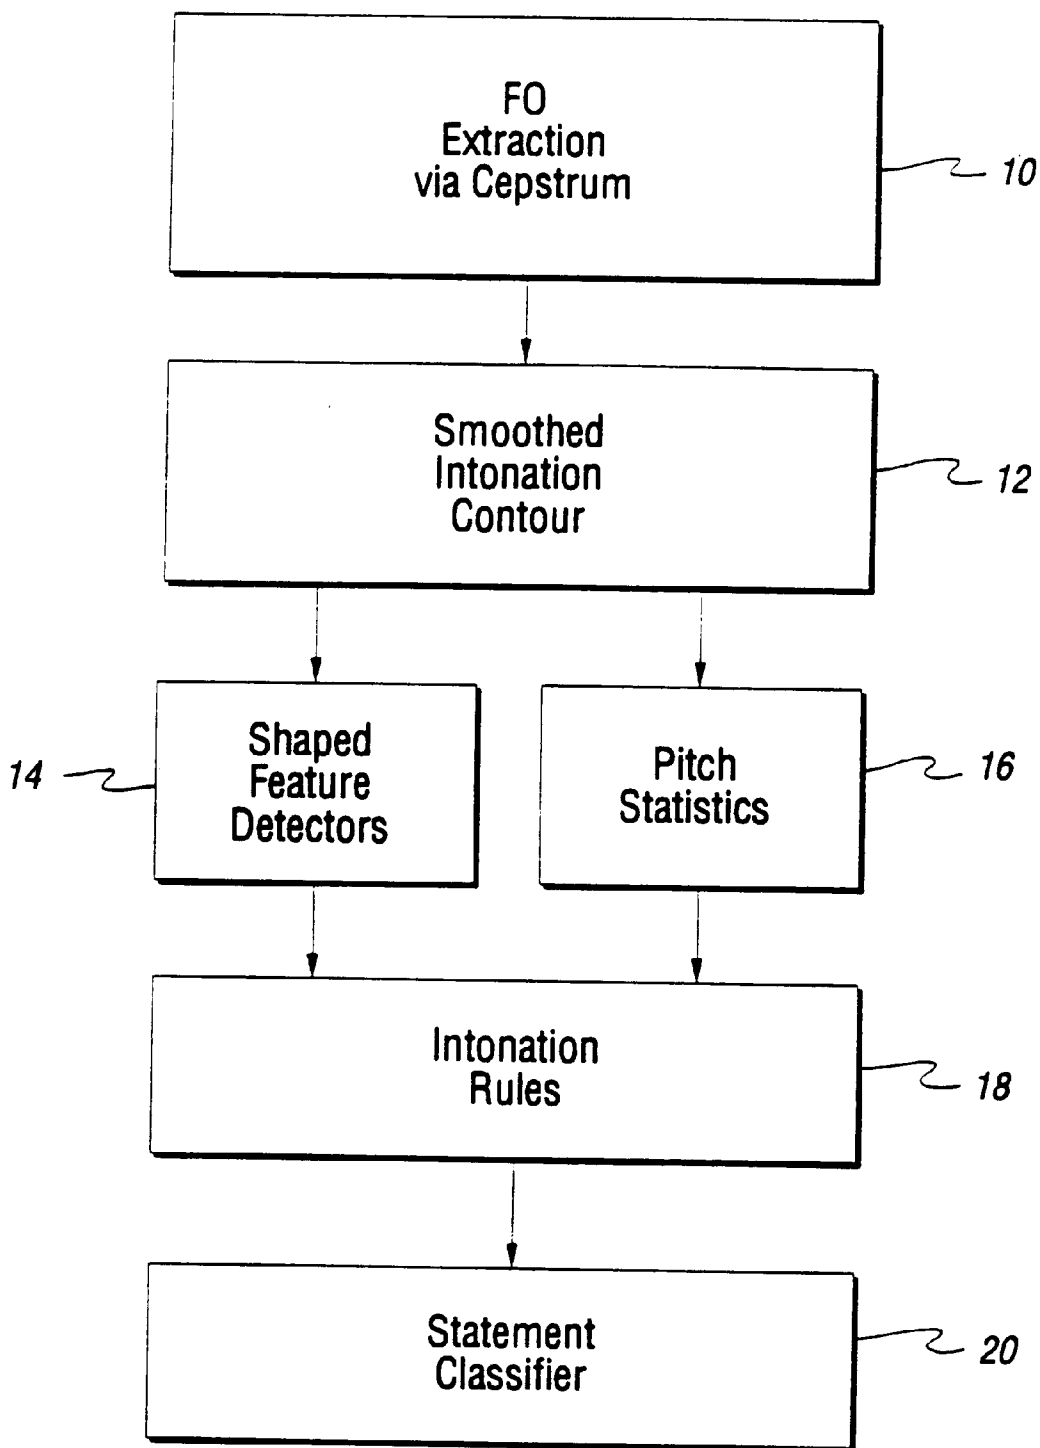 FO
Extraction
via Cepstrum
10
Smoothed
Intonation
Contour
12
14
Shaped
Feature
Detectors
Pitch
Statistics
16
Intonation
Rules
18
Statement
Classifier
20